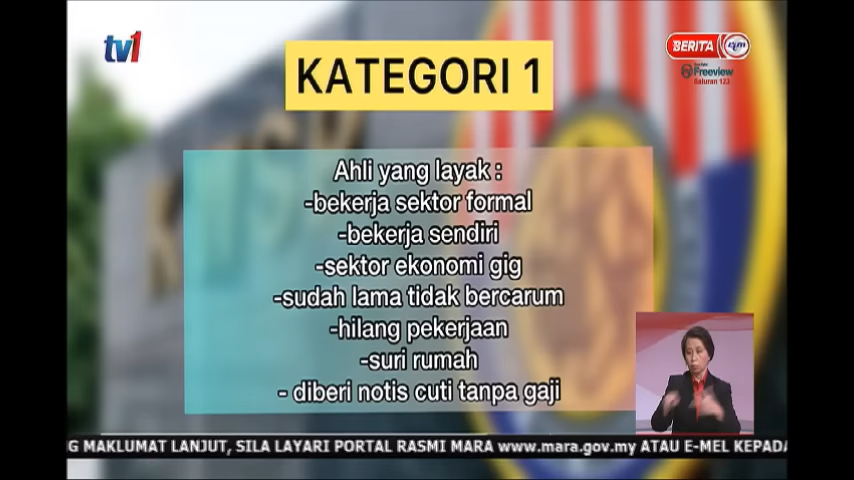 tv1
BERITA rtm
Freeview
Saluran 123
KATEGORI 1
Ahli yang layak :
-bekerja sektor formal
-bekerja sendiri
-sektor ekonomi gig
-sudah lama tidak bercarum
-hilang pekerjaan
-suri rumah
- diberi notis cuti tanpa gaji
G MAKLUMAT LANJUT, SILA LAYARI PORTAL RASMI MARA www.mara.gov.my ATAU E-MEL KEPADA